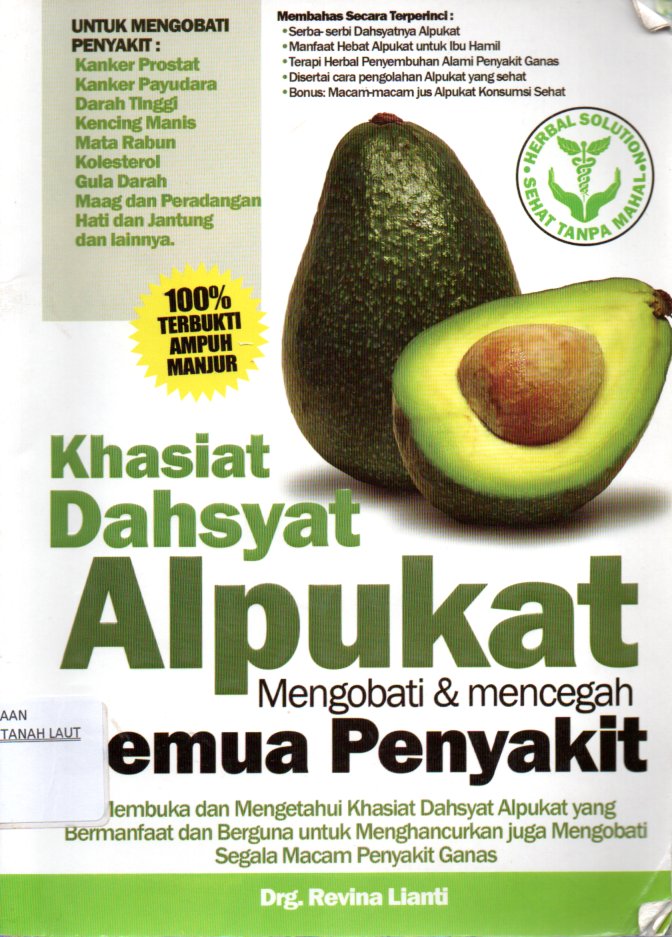 UNTUK MENGOBATI
PENYAKIT :
Kanker Prostat
Kanker Payudara
Darah TInggi
Kencing Manis
Mata Rabun
Kolesterol
Gula Darah
Maag dan Peradangan
Hati dan Jantung
dan lainnya.
Membahas Secara Terperinci :
• Serba- serbi Dahsyatnya Alpukat
• Manfaat Hebat Alpukat untuk Ibu Hamil
• Terapi Herbal Penyembuhan Alami Penyakit Ganas
• Disertai cara pengolahan Alpukat yang sehat
• Bonus: Macam-macam jus Alpukat Konsumsi Sehat
• HERBAL SOLUTION •
SEHAT TANPA MAHAL
100%
TERBUKTI
AMPUH
MANJUR
Khasiat
Dahsyat
Alpukat
Mengobati & mencegah
emua Penyakit
AAN
TANAH LAUT
Membuka dan Mengetahui Khasiat Dahsyat Alpukat yang
Bermanfaat dan Berguna untuk Menghancurkan juga Mengobati
Segala Macam Penyakit Ganas
Drg. Revina Lianti